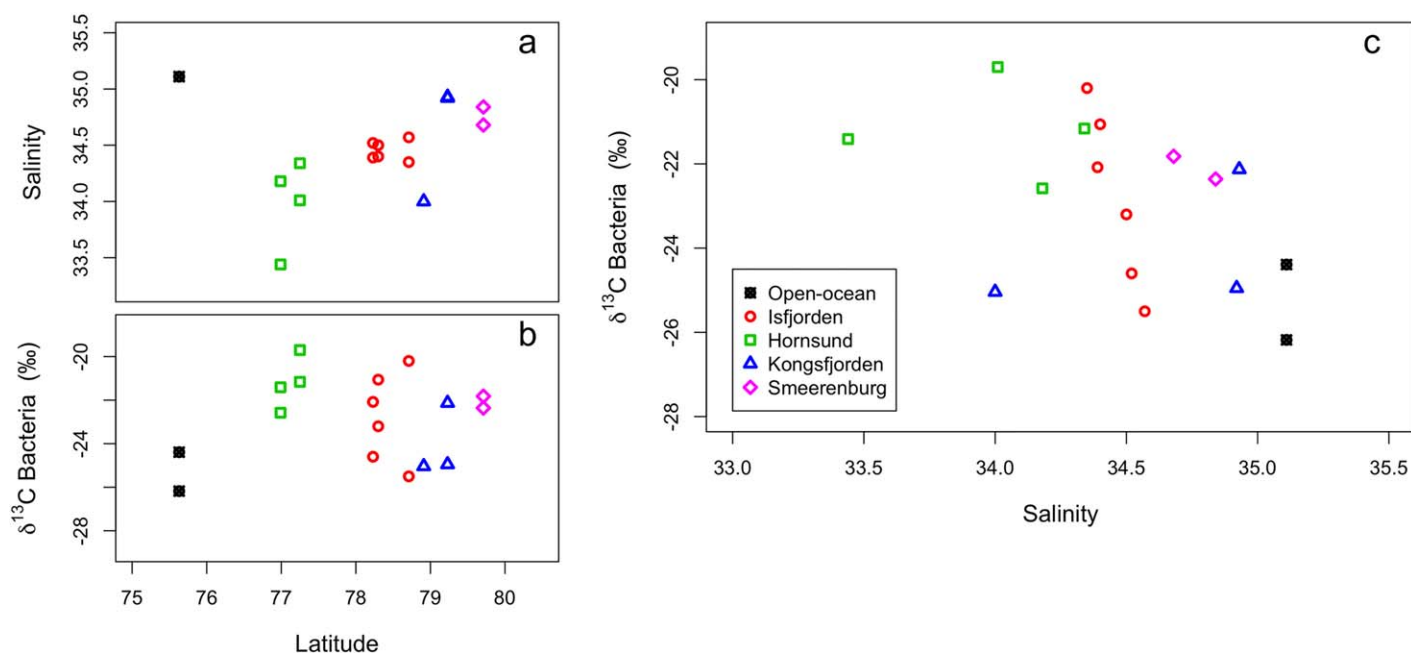 a
Salinity
35.5
35.0
34.5
34.0
33.5
b
δ13C Bacteria (‰)
-20
-24
-28
75 76 77 78 79 80
Latitude
c
δ13C Bacteria (‰)
-20
-22
-24
-26
-28
Open-ocean
Isfjorden
Hornsund
Kongsfjorden
Smeerenburg
33.0 33.5 34.0 34.5 35.0 35.5
Salinity